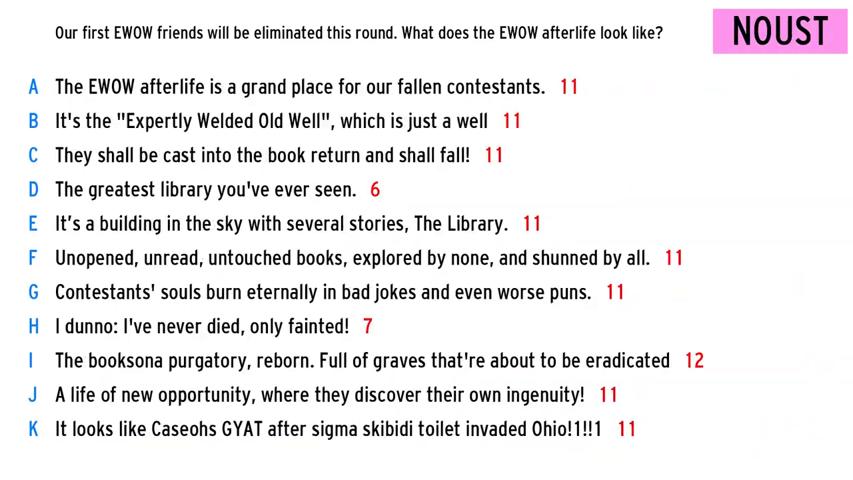 Our first EWOW friends will be eliminated this round. What does the EWOW afterlife look like?
NOUST
A The EWOW afterlife is a grand place for our fallen contestants. 11
B It's the "Expertly Welded Old Well", which is just a well 11
C They shall be cast into the book return and shall fall! 11
D The greatest library you've ever seen. 6
E It’s a building in the sky with several stories, The Library. 11
F Unopened, unread, untouched books, explored by none, and shunned by all. 11
G Contestants' souls burn eternally in bad jokes and even worse puns. 11
H I dunno: I've never died, only fainted! 7
I The booksona purgatory, reborn. Full of graves that're about to be eradicated 12
J A life of new opportunity, where they discover their own ingenuity! 11
K It looks like Caseohs GYAT after sigma skibidi toilet invaded Ohio!1!!1 11